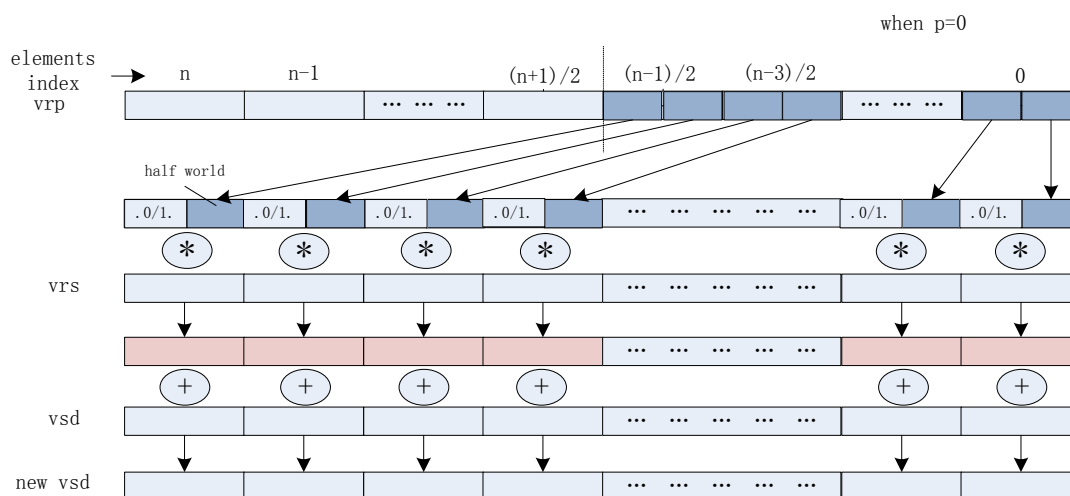 when p=0
elements
index
n n-1 (n+1)/2 (n-1)/2 (n-3)/2 0
vrp ... ... ... ... ... ...
half world
.0/1. .0/1. .0/1. .0/1. ... ... ... ... ... .0/1. .0/1.
* * * * * *
vrs ... ... ... ... ...
... ... ... ... ...
+ + + + + +
vsd ... ... ... ... ...
new vsd ... ... ... ... ...